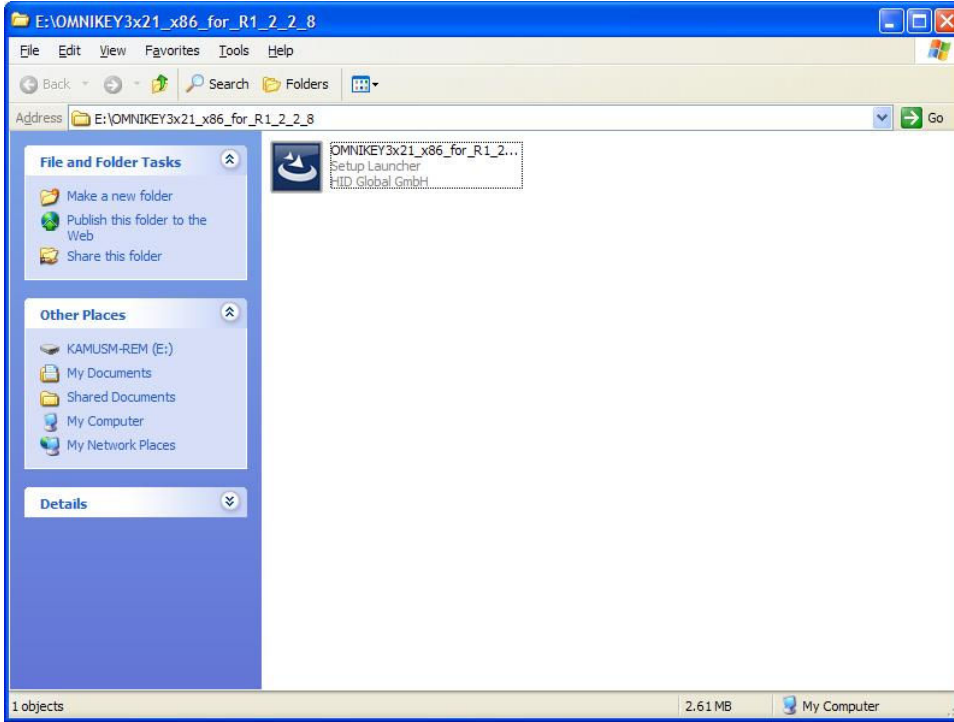 E:\OMNIKEY3x21_x86_for_R1_2_2_8
File Edit View Favorites Tools Help
Back Search Folders
Address E:\OMNIKEY3x21_x86_for_R1_2_2_8 Go
File and Folder Tasks
Make a new folder
Publish this folder to the
Web
Share this folder
Other Places
KAMUSM-REM (E:)
My Documents
Shared Documents
My Computer
My Network Places
Details
OMNIKEY3x21_x86_for_R1_2...
Setup Launcher
HID Global GmbH
1 objects 2.61 MB My Computer